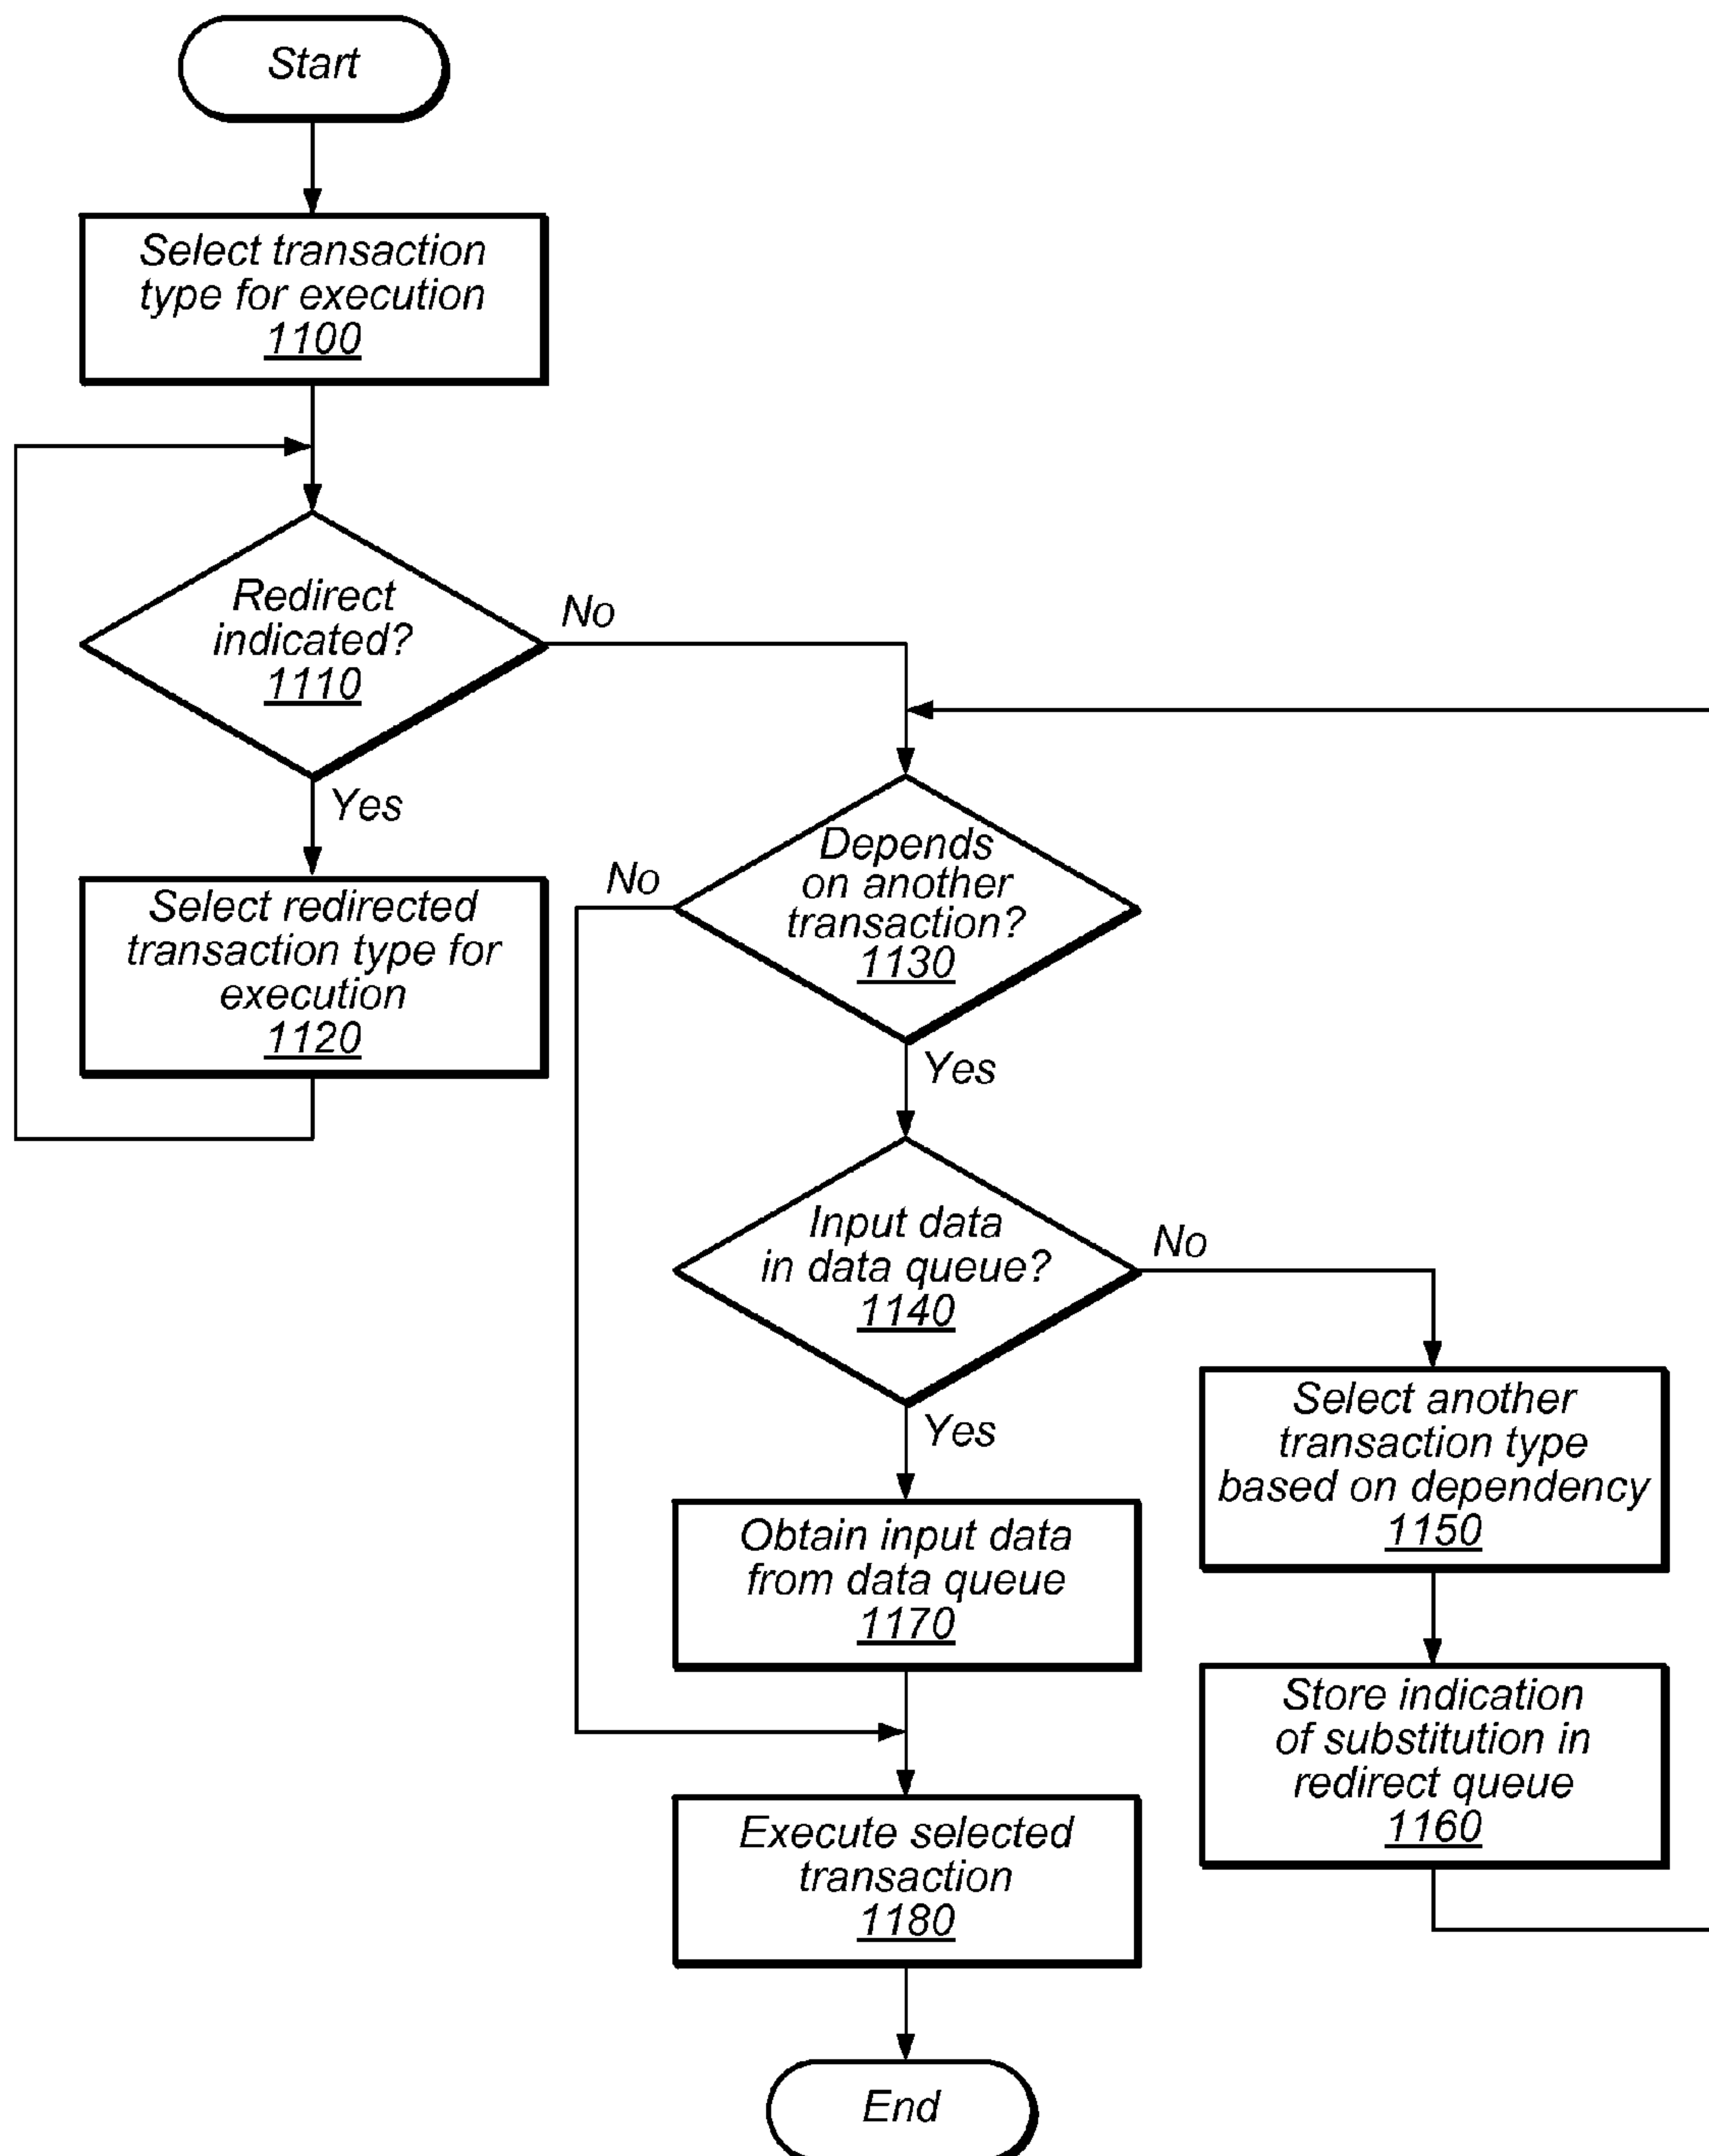 Start
Select transaction
type for execution
1100
Redirect
indicated?
1110
No
Yes
Select redirected
transaction type for
execution
1120
Depends
on another
transaction?
1130
No
Yes
Input data
in data queue?
1140
No
Yes
Select another
transaction type
based on dependency
1150
Obtain input data
from data queue
1170
Store indication
of substitution in
redirect queue
1160
Execute selected
transaction
1180
End